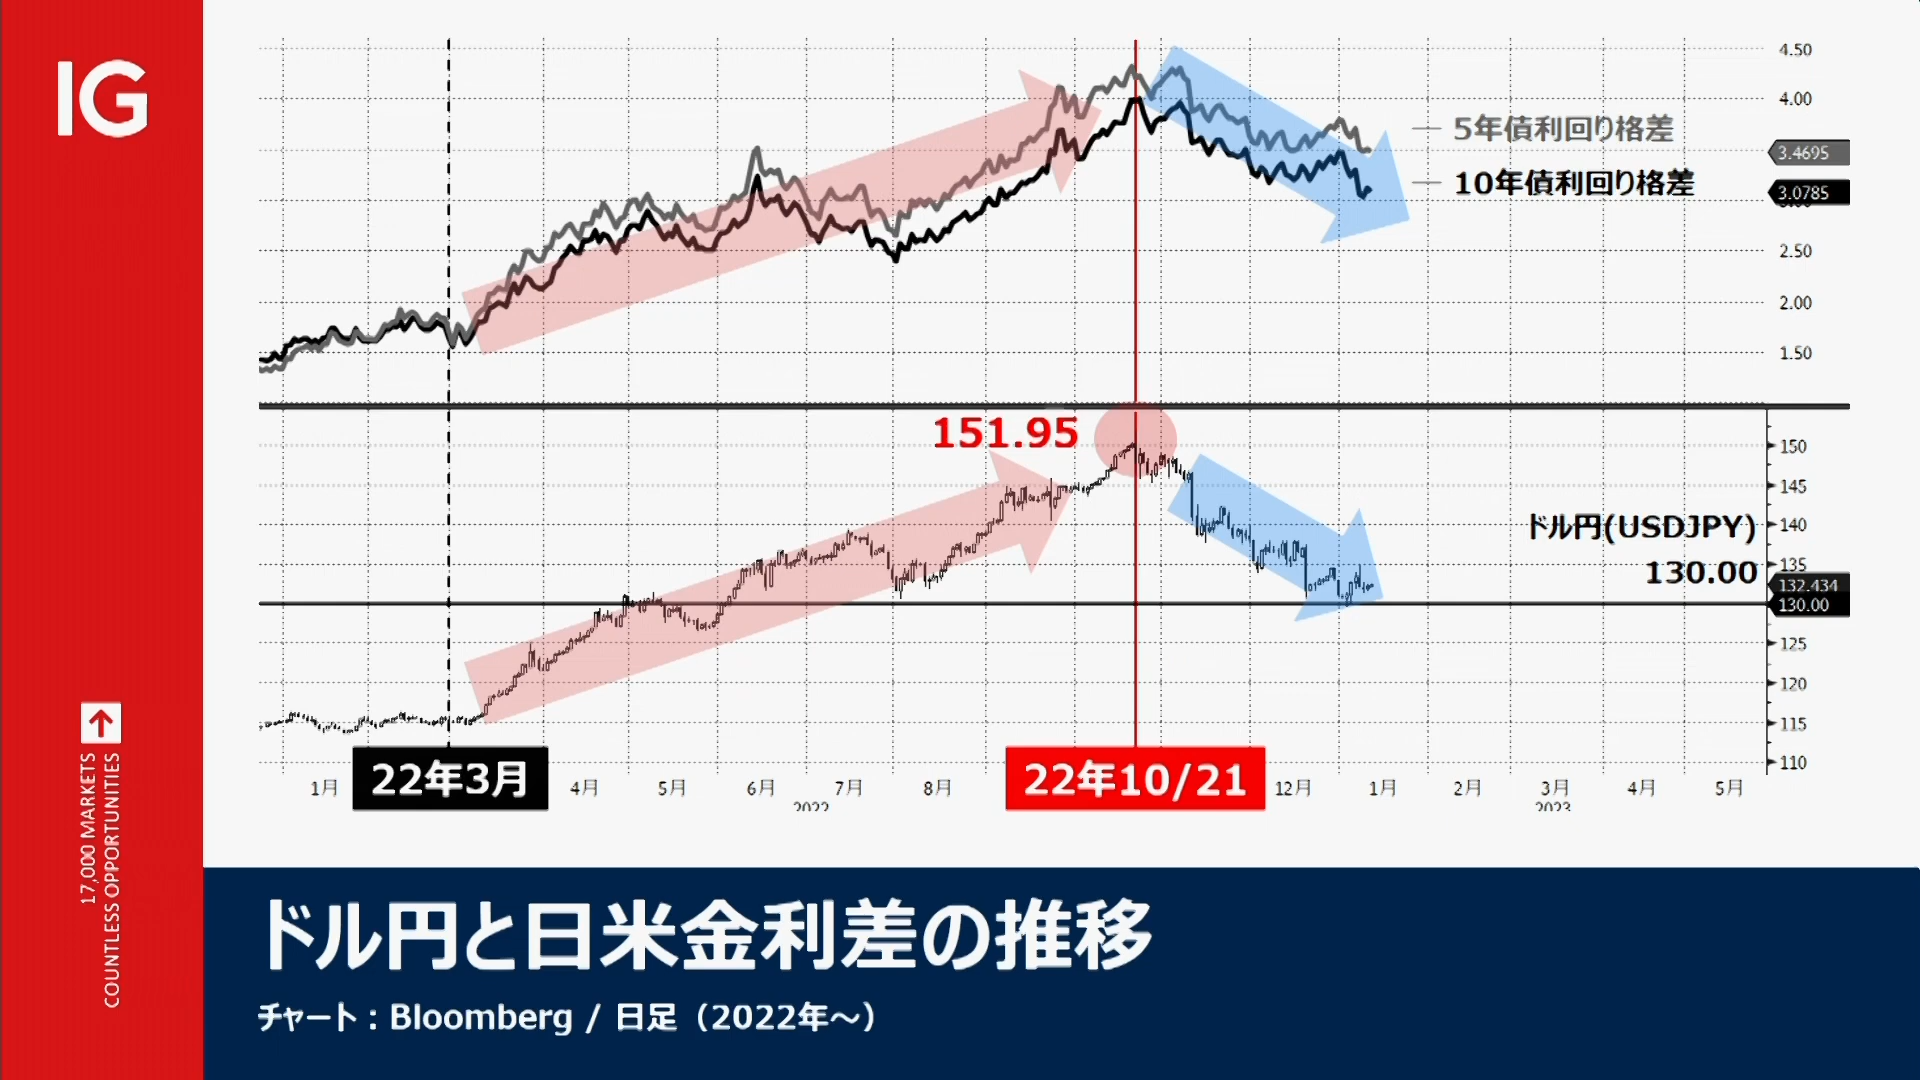 IG
17,000 MARKETS
COUNTLESS OPPORTUNITIES
4.50
4.00
5年債利回り格差
3.4695
10年債利回り格差
3.0785
2.50
2.00
1.50
151.95
150
145
ドル円(USDJPY)
140
135
130.00
132.434
130.00
125
120
115
110
1月
22年3月
4月
5月
6月
7月
8月
22年10/21
12月
1月
2月
3月
4月
5月
2022
2023
ドル円と日米金利差の推移
チャート：Bloomberg / 日足（2022年～）